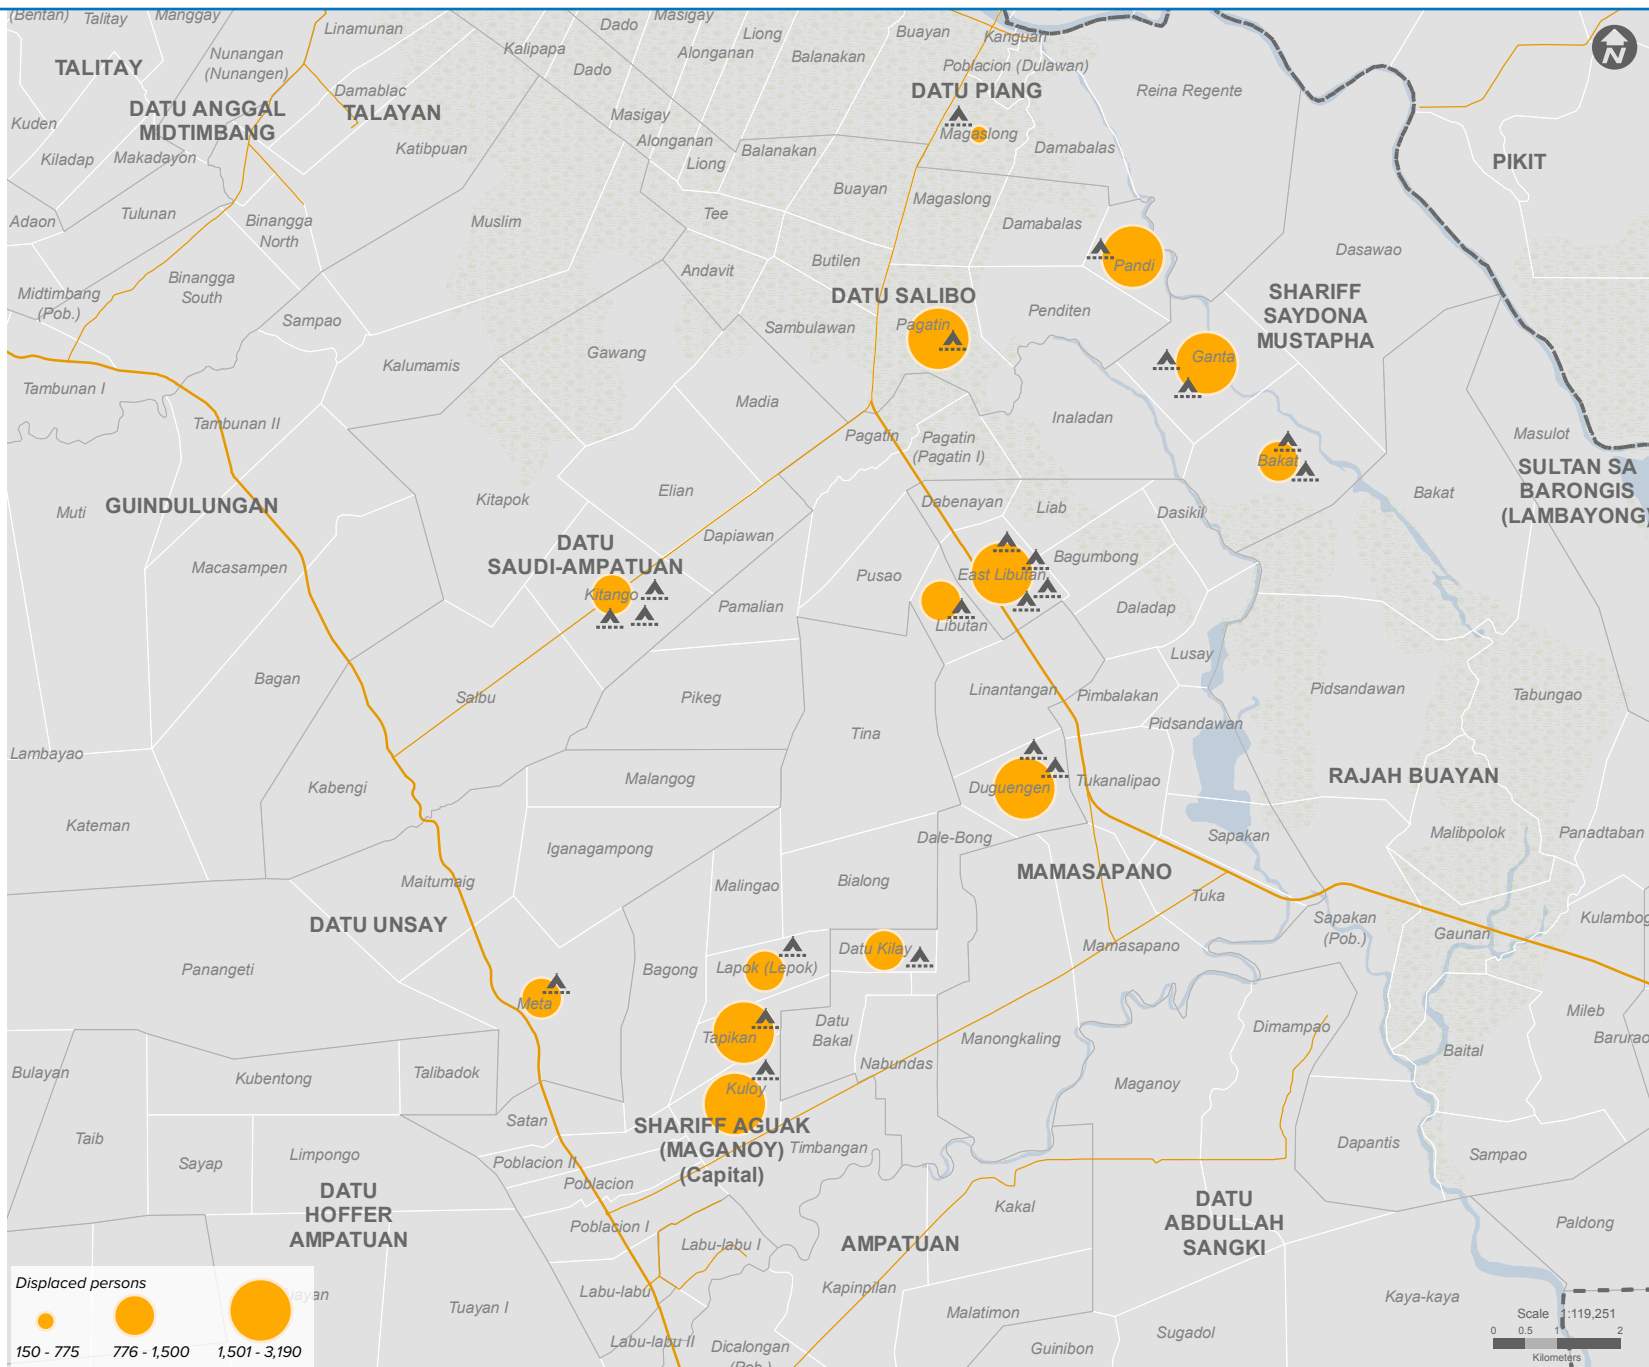 (Bentan)
Talitay
Manggay
Linamunan
Dado
Masigay
Liong
Alonganan
Balanakan
Buayan
Kanguan
Kalipapa
Dado
Nunangan
(Nunangen)
TALITAY
Damablac
DATU ANGGAL
MIDTIMBANG
TALAYAN
Poblacion (Dulawan)
DATU PIANG
Reina Regente
Masigay
Kuden
Kiladap
Makadayon
Katibpuan
Alonganan
Liong
Balanakan
Magaslong
Damabalas
PIKIT
Buayan
Magaslong
Adaon
Tulunan
Binangga
North
Muslim
Tee
Damabalas
Dasawao
Andavit
Butilen
Pandi
Binangga
South
Midtimbang
(Pob.)
Sampao
DATU SALIBO
Penditen
SHARIFF
SAYDONA
MUSTAPHA
Sambulawan
Pagatin
Gawang
Kalumamis
Ganta
Tambunan I
Madia
Tambunan II
Inaladan
Pagatin
Pagatin
(Pagatin I)
Masulot
Bakat
SULTAN SA
BARONGIS
(LAMBAYONG)
Bakat
Muti
GUINDULUNGAN
Kitapok
Elian
Dabenayan
Liab
Dasikil
DATU
SAUDI-AMPATUAN
Dapiawan
Macasampen
Pusao
East Libutan
Bagumbong
Kitango
Pamalian
Libutan
Daladap
Lusay
Bagan
Salbu
Pikeg
Linantangan
Pimbalakan
Pidsandawan
Tabungao
Pidsandawan
Tina
Lambayao
Malangog
Kabengi
Duguengen
Tukanalipao
RAJAH BUAYAN
Kateman
Dale-Bong
Sapakan
Malibpolok
Panadtaban
Iganagampong
MAMASAPANO
Maitumaig
Malingao
Bialong
Tuka
DATU UNSAY
Sapakan
(Pob.)
Kulambog
Gaunan
Mamasapano
Datu Kilay
Panangeti
Bagong
Lapok (Lepok)
Meta
Mileb
Datu
Bakal
Tapikan
Manongkaling
Dimampao
Barurao
Baital
Nabundas
Bulayan
Kubentong
Talibadok
Kuloy
Maganoy
Satan
SHARIFF AGUAK
(MAGANOY)
(Capital)
Timbangan
Taib
Sayap
Limpongo
Poblacion II
Dapantis
Sampao
Poblacion
DATU
HOFFER
AMPATUAN
DATU
ABDULLAH
SANGKI
Kakal
Poblacion I
Labu-labu I
AMPATUAN
Paldong
Labu-labu
Kapinpilan
Kaya-kaya
Tuayan I
Malatimon
Labu-labu II
Dicalongan
(Pob.)
Guinibon
Sugadol
Displaced persons
150 - 775
776 - 1,500
1,501 - 3,190
Scale 1:119,251
0 0.5 1 2
Kilometers
N